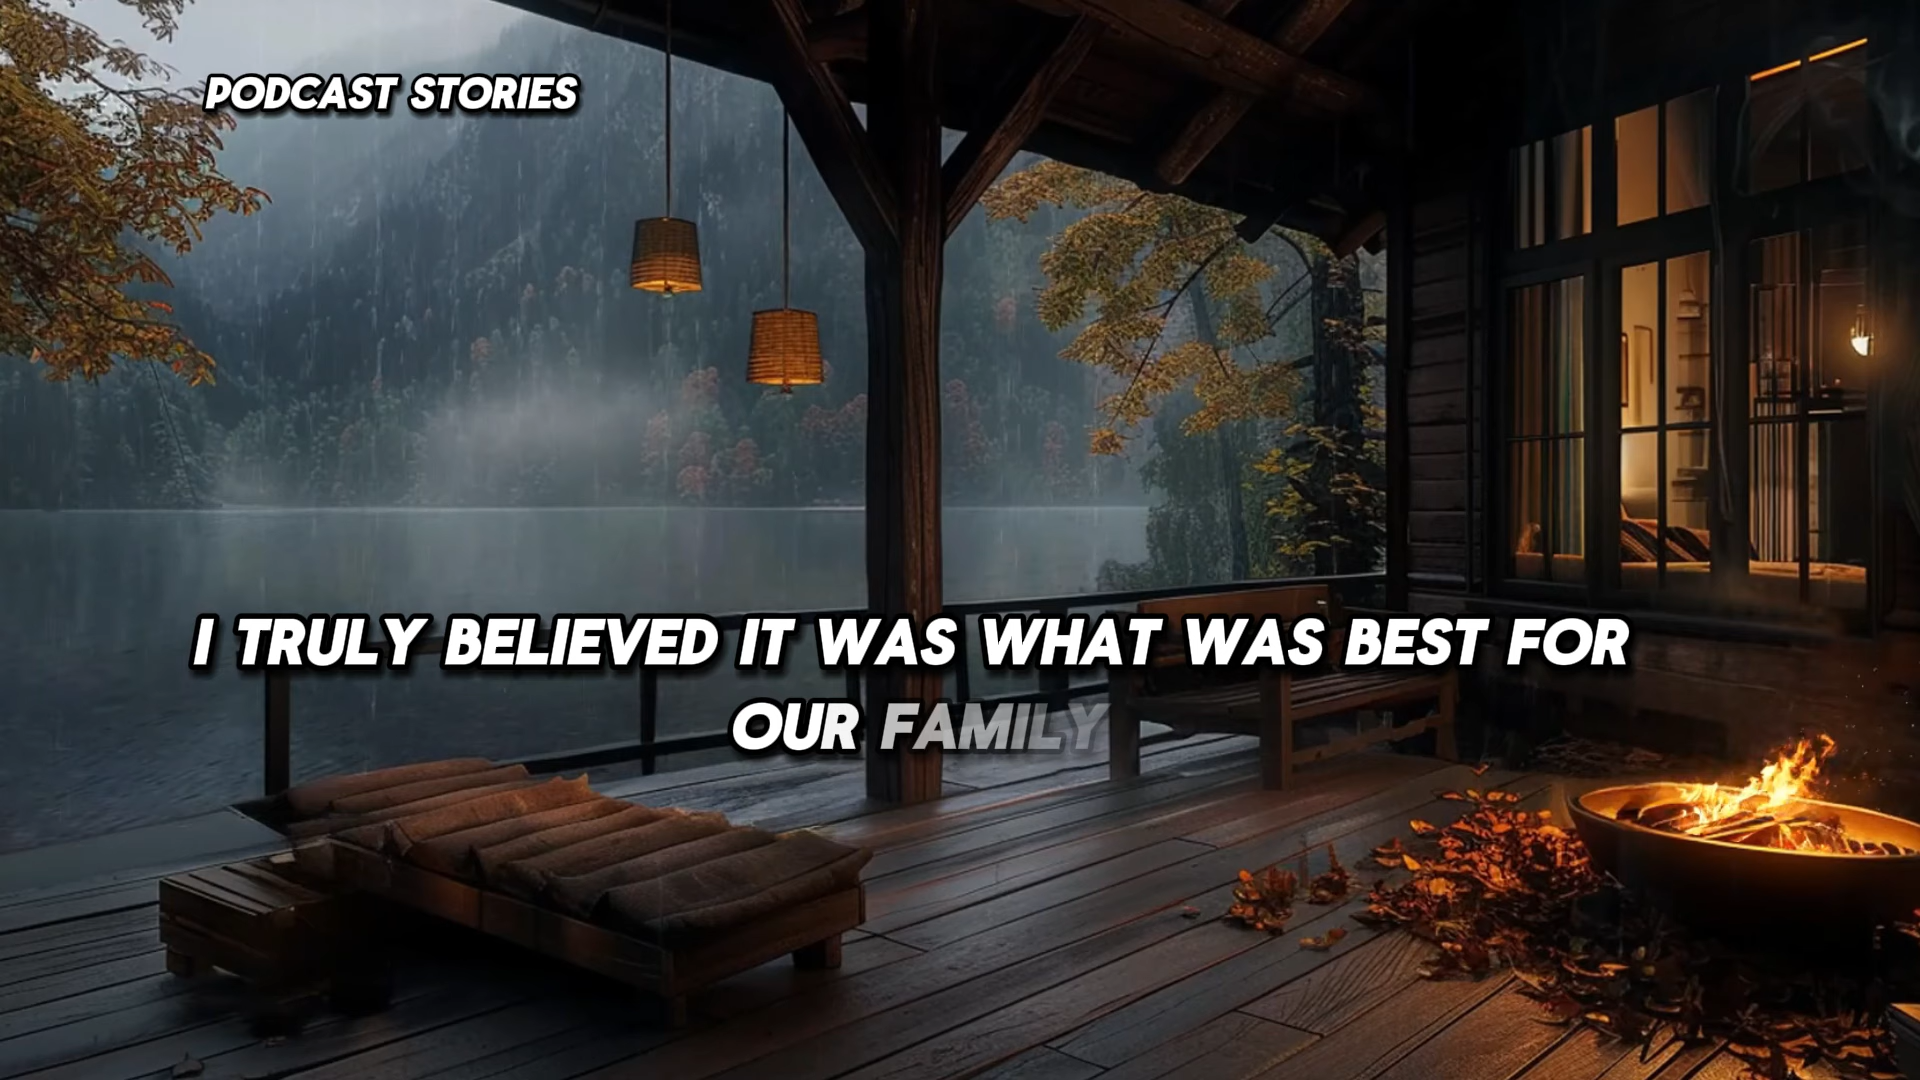 PODCAST STORIES
I TRULY BELIEVED IT WAS WHAT WAS BEST FOR
OUR FAMILY